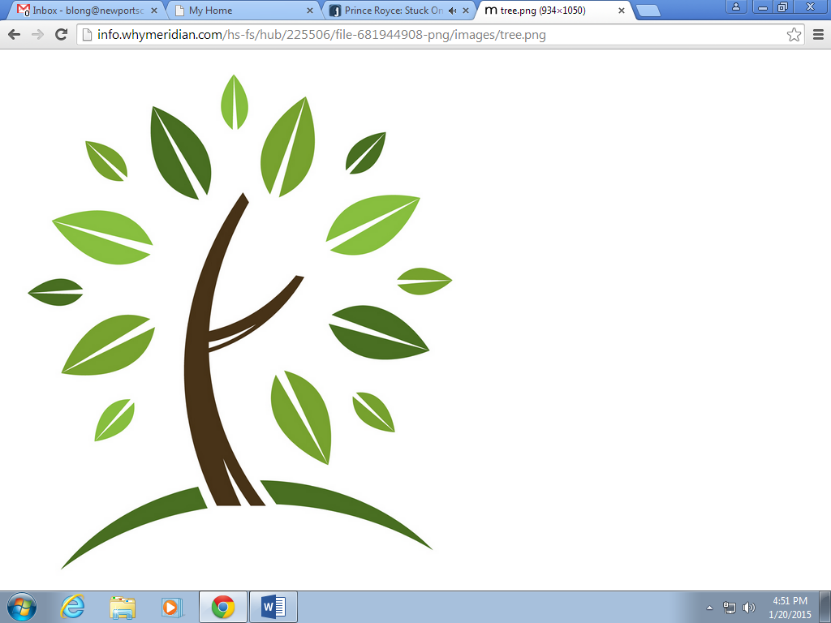 Inbox - blong@newportsc
My Home
Prince Royce: Stuck On
tree.png (934×1050)
info.whymeridian.com/hs-fs/hub/225506/file-681944908-png/images/tree.png
4:51 PM
1/20/2015